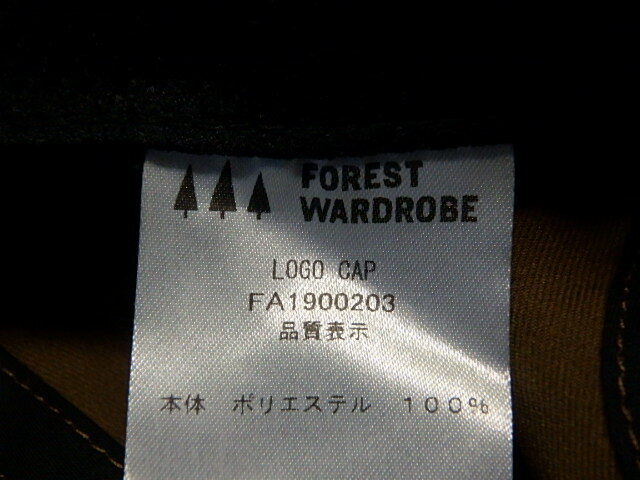 FOREST
WARDROBE
LOGO CAP
FA1900203
品質表示
本体 ポリエステル 100%